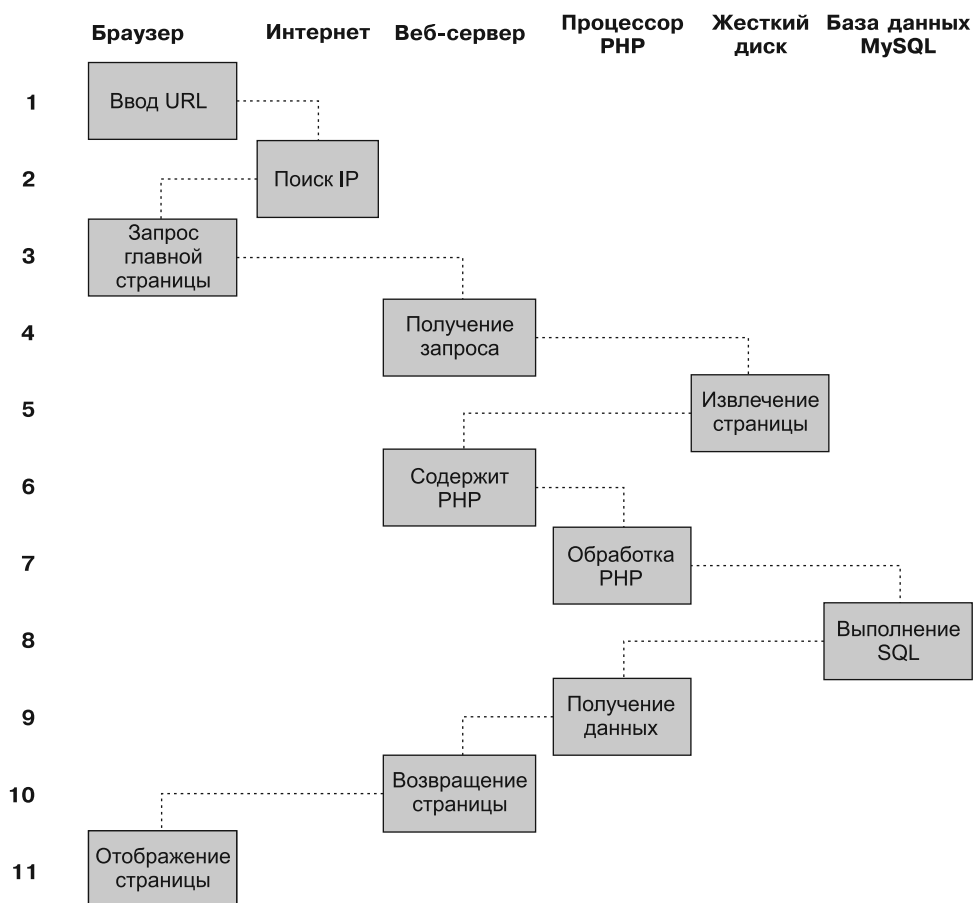 Браузер
Интернет
Веб-сервер
Процессор
PHP
Жесткий
диск
База данных
MySQL
1
Ввод URL
2
Поиск IP
3
Запрос
главной
страницы
4
Получение
запроса
5
Извлечение
страницы
6
Содержит
PHP
7
Обработка
PHP
8
Выполнение
SQL
9
Получение
данных
10
Возвращение
страницы
11
Отображение
страницы